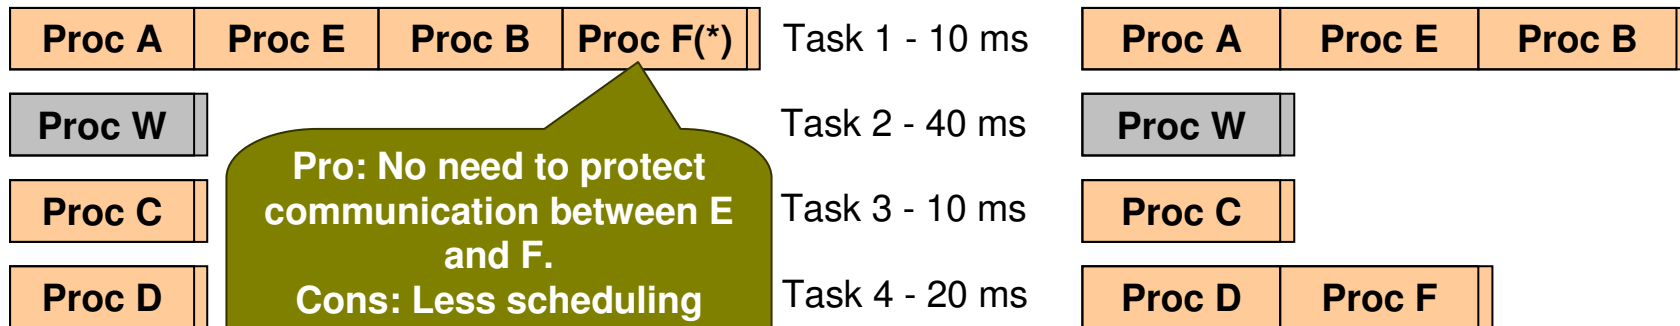 Proc A Proc E Proc B Proc F(*) Task 1 - 10 ms Proc A Proc E Proc B
Proc W Task 2 - 40 ms Proc W
Pro: No need to protect
communication between E
and F.
Cons: Less scheduling
Proc C Task 3 - 10 ms Proc C
Proc D Task 4 - 20 ms Proc D Proc F